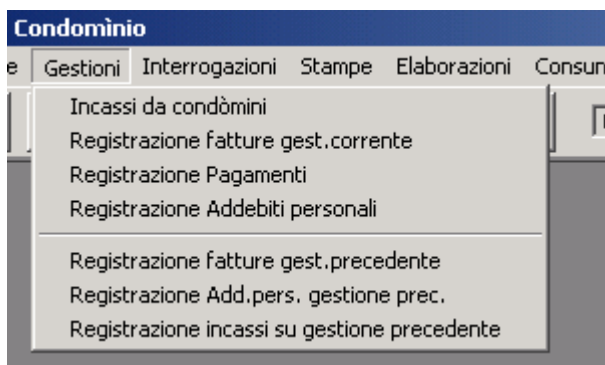 Condomìnio
e Gestioni Interrogazioni Stampe Elaborazioni Consun
Incassi da condòmini
Registrazione fatture gest.corrente
Registrazione Pagamenti
Registrazione Addebiti personali
Registrazione fatture gest.precedente
Registrazione Add.pers. gestione prec.
Registrazione incassi su gestione precedente